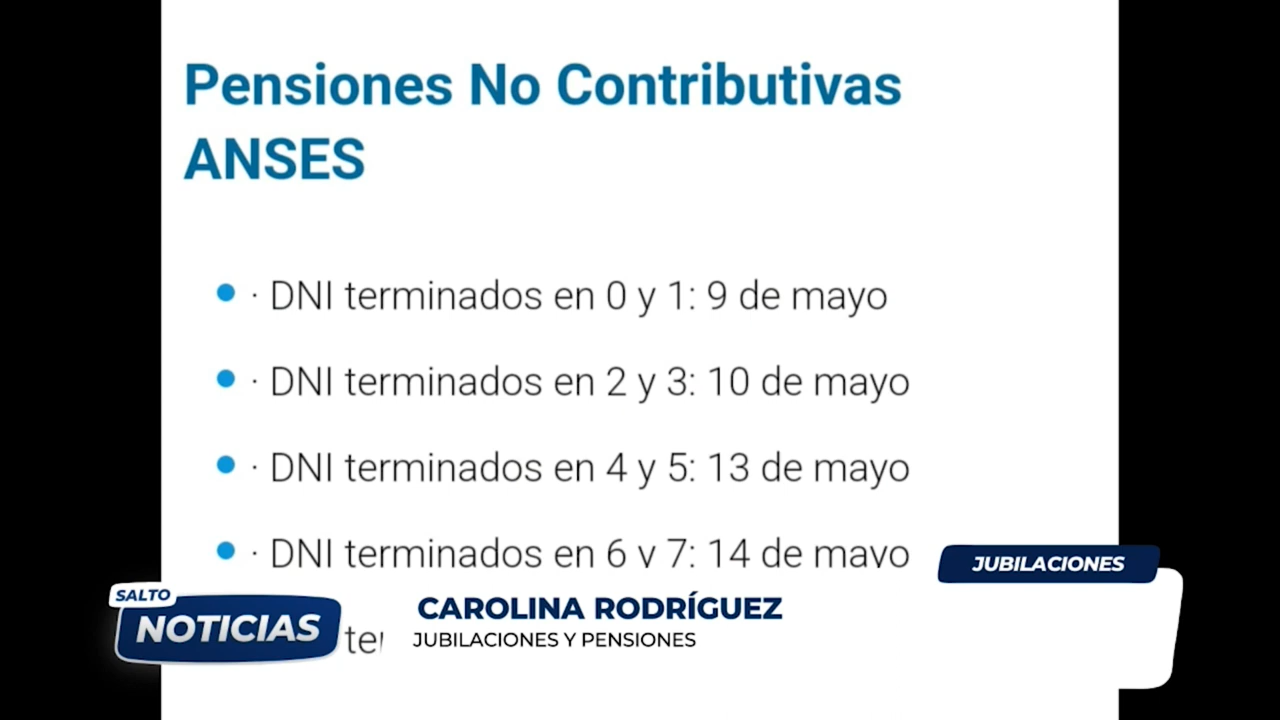 Pensiones No Contributivas
ANSES
· DNI terminados en 0 y 1: 9 de mayo
· DNI terminados en 2 y 3: 10 de mayo
· DNI terminados en 4 y 5: 13 de mayo
· DNI terminados en 6 y 7: 14 de mayo
JUBILACIONES
SALTO
NOTICIAS
CAROLINA RODRÍGUEZ
JUBILACIONES Y PENSIONES